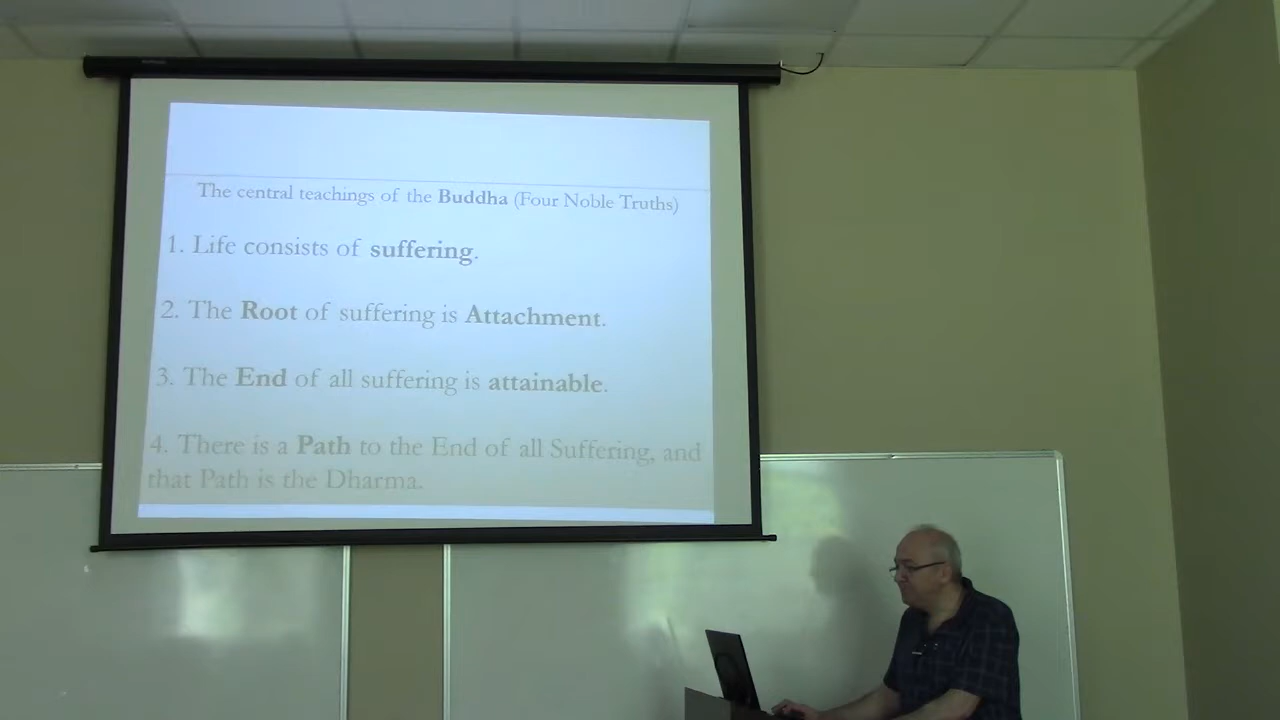 The central teachings of the Buddha (Four Noble Truths)
1. Life consists of suffering.
2. The Root of suffering is Attachment.
3. The End of all suffering is attainable.
4. There is a Path to the End of all Suffering, and
that Path is the Dharma.